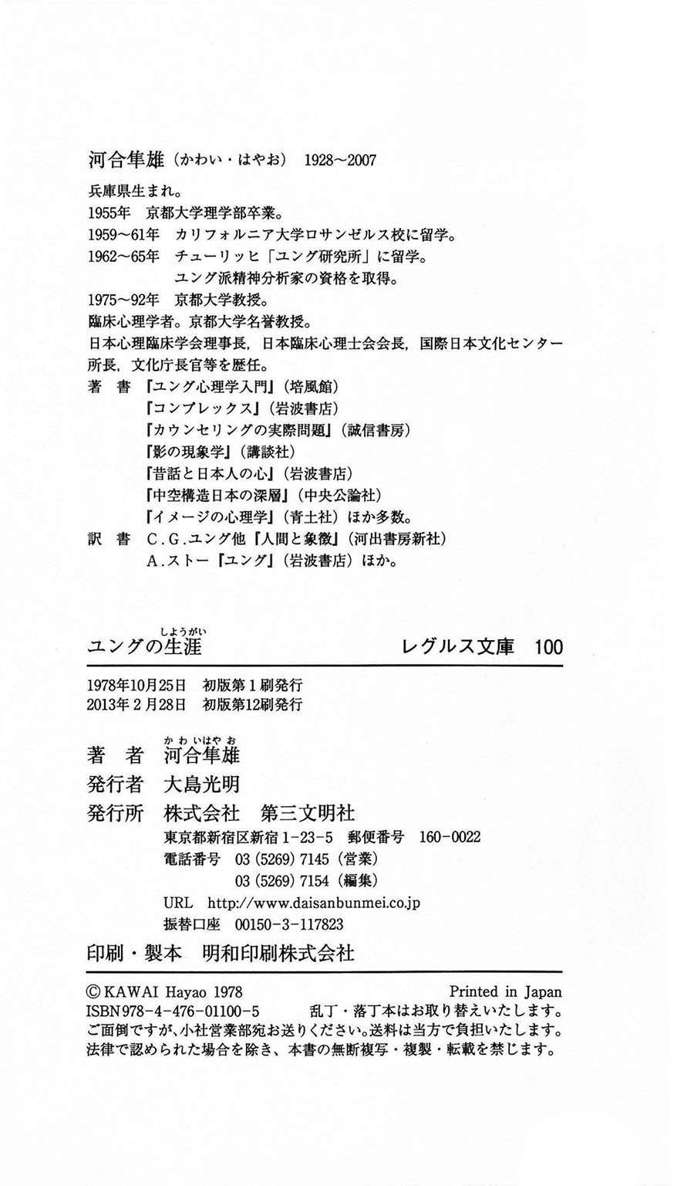 河合隼雄（かわい・はやお） 1928〜2007
兵庫県生まれ。
1955年 京都大学理学部卒業。
1959〜61年 カリフォルニア大学ロサンゼルス校に留学。
1962〜65年 チューリッヒ「ユング研究所」に留学。
ユング派精神分析家の資格を取得。
1975〜92年 京都大学教授。
臨床心理学者。京都大学名誉教授。
日本心理臨床学会理事長，日本臨床心理士会会長，国際日本文化センター
所長，文化庁長官等を歴任。
著 書 『ユング心理学入門』（培風館）
『コンプレックス』（岩波書店）
『カウンセリングの実際問題』（誠信書房）
『影の現象学』（講談社）
『昔話と日本人の心』（岩波書店）
『中空構造日本の深層』（中央公論社）
『イメージの心理学』（青土社）ほか多数。
訳 書 C.G.ユング他『人間と象徴』（河出書房新社）
A.ストー『ユング』（岩波書店）ほか。
しようがい
ユングの生涯 レグルス文庫 100
1978年10月25日 初版第1刷発行
2013年2月28日 初版第12刷発行
かわいはやお
著 者 河合隼雄
発行者 大島光明
発行所 株式会社 第三文明社
東京都新宿区新宿1-23-5 郵便番号 160-0022
電話番号 03(5269)7145（営業）
03(5269)7154（編集）
URL http://www.daisanbunmei.co.jp
振替口座 00150-3-117823
印刷・製本 明和印刷株式会社
©KAWAI Hayao 1978 Printed in Japan
ISBN978-4-476-01100-5 乱丁・落丁本はお取り替えいたします。
ご面倒ですが、小社営業部宛お送りください。送料は当方で負担いたします。
法律で認められた場合を除き、本書の無断複写・複製・転載を禁じます。